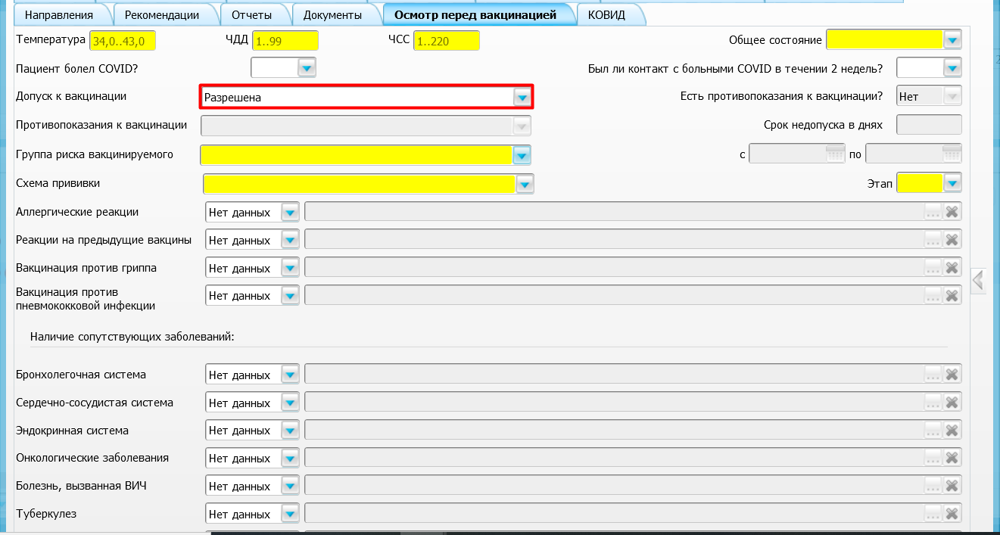 Направления Рекомендации Отчеты Документы Осмотр перед вакцинацией КОВИД
Температура 34,0..43,0 ЧДД 1..99 ЧСС 1..220 Общее состояние
Пациент болел COVID? Был ли контакт с больными COVID в течении 2 недель?
Допуск к вакцинации Разрешена Есть противопоказания к вакцинации? Нет
Противопоказания к вакцинации Срок недопуска в днях
Группа риска вакцинируемого с по
Схема прививки Этап
Аллергические реакции Нет данных ...
Реакции на предыдущие вакцины Нет данных ...
Вакцинация против гриппа Нет данных ...
Вакцинация против
пневмококковой инфекции Нет данных ...
Наличие сопутствующих заболеваний:
Бронхолегочная система Нет данных ...
Сердечно-сосудистая система Нет данных ...
Эндокринная система Нет данных ...
Онкологические заболевания Нет данных ...
Болезнь, вызванная ВИЧ Нет данных ...
Туберкулез Нет данных ...